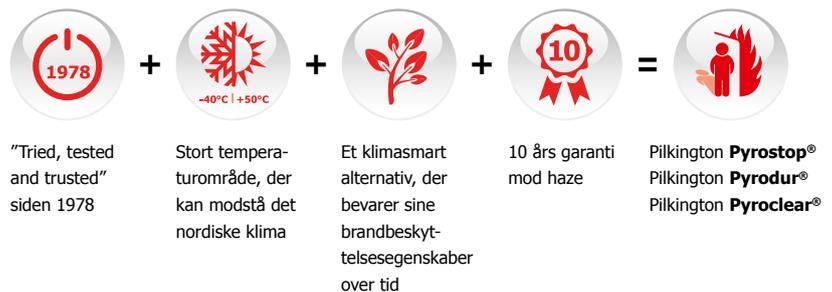 1978
+
-40°C | +50°C
+
+
10
=
"Tried, tested
and trusted"
siden 1978
Stort tempera-
turområde, der
kan modstå det
nordiske klima
Et klimasmart
alternativ, der
bevarer sine
brandbeskyt-
telsesegenskaber
over tid
10 års garanti
mod haze
Pilkington Pyrostop®
Pilkington Pyrodur®
Pilkington Pyroclear®